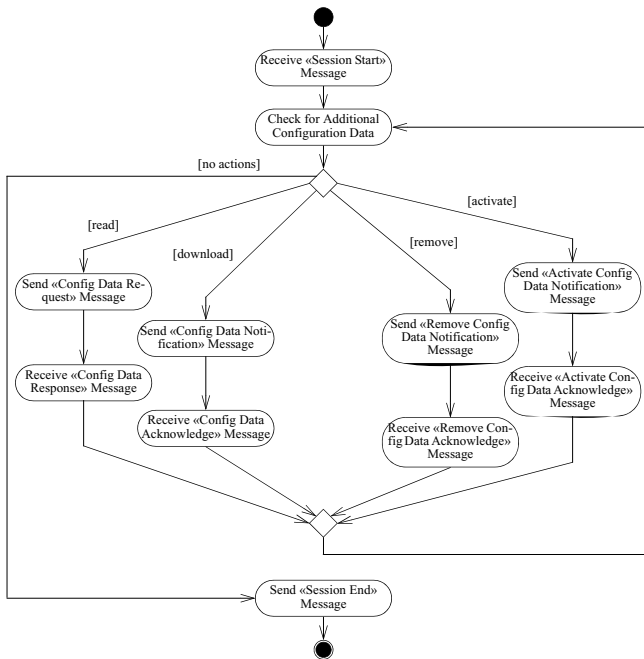 Receive «Session Start»
Message
Check for Additional
Configuration Data
[no actions]
[activate]
[read]
[download]
[remove]
Send «Config Data Re-
quest» Message
Send «Config Data Noti-
fication» Message
Send «Remove Config
Data Notification»
Message
Send «Activate Config
Data Notification»
Message
Receive «Config Data
Response» Message
Receive «Config Data
Acknowledge» Message
Receive «Remove Con-
fig Data Acknowledge»
Message
Receive «Activate Con-
fig Data Acknowledge»
Message
Send «Session End»
Message